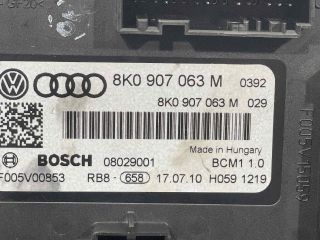 >GF20<
8K0 907 063 M 0392
8K0 907 063 M 029
Made in Hungary
BOSCH 08029001 BCM1 1.0
F005V00853 RB8 - 658 17.07.10 H059 1219